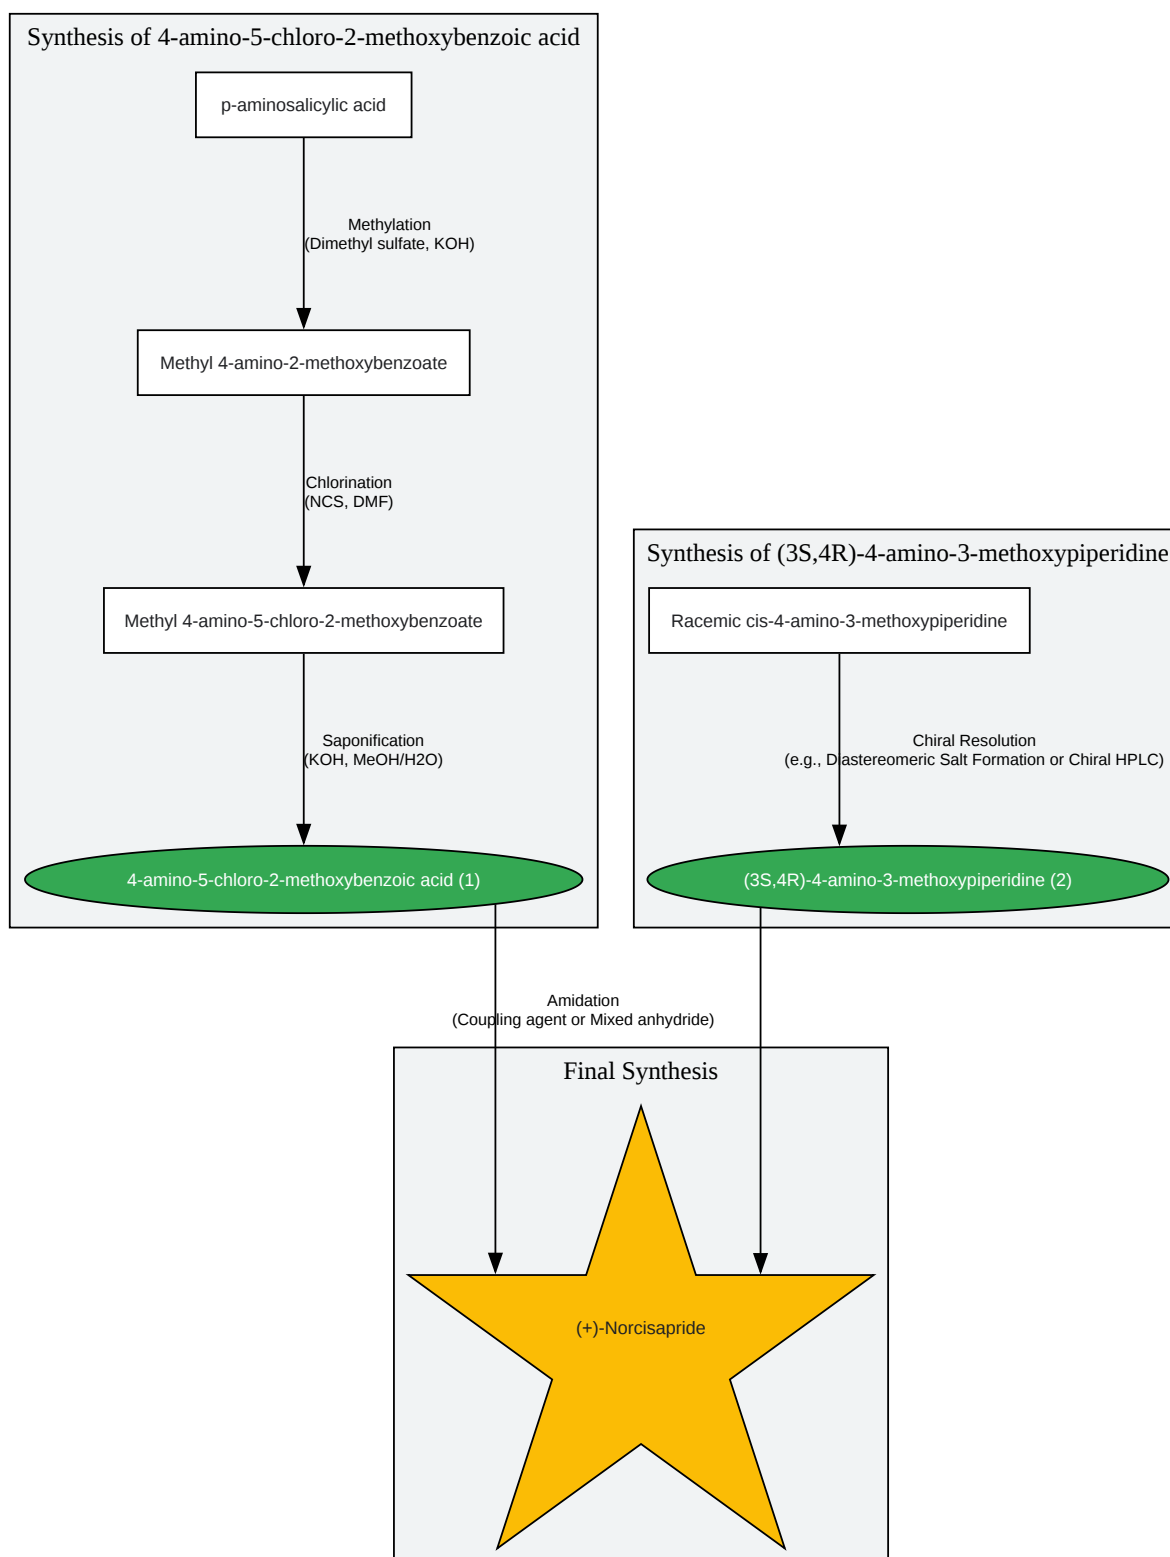 Synthesis of 4-amino-5-chloro-2-methoxybenzoic acid
p-aminosalicylic acid
Methylation
(Dimethyl sulfate, KOH)
Methyl 4-amino-2-methoxybenzoate
Chlorination
(NCS, DMF)
Methyl 4-amino-5-chloro-2-methoxybenzoate
Saponification
(KOH, MeOH/H2O)
4-amino-5-chloro-2-methoxybenzoic acid (1)
Synthesis of (3S,4R)-4-amino-3-methoxypiperidine
Racemic cis-4-amino-3-methoxypiperidine
Chiral Resolution
(e.g., Diastereomeric Salt Formation or Chiral HPLC)
(3S,4R)-4-amino-3-methoxypiperidine (2)
Amidation
(Coupling agent or Mixed anhydride)
Final Synthesis
(+)-Norcisapride